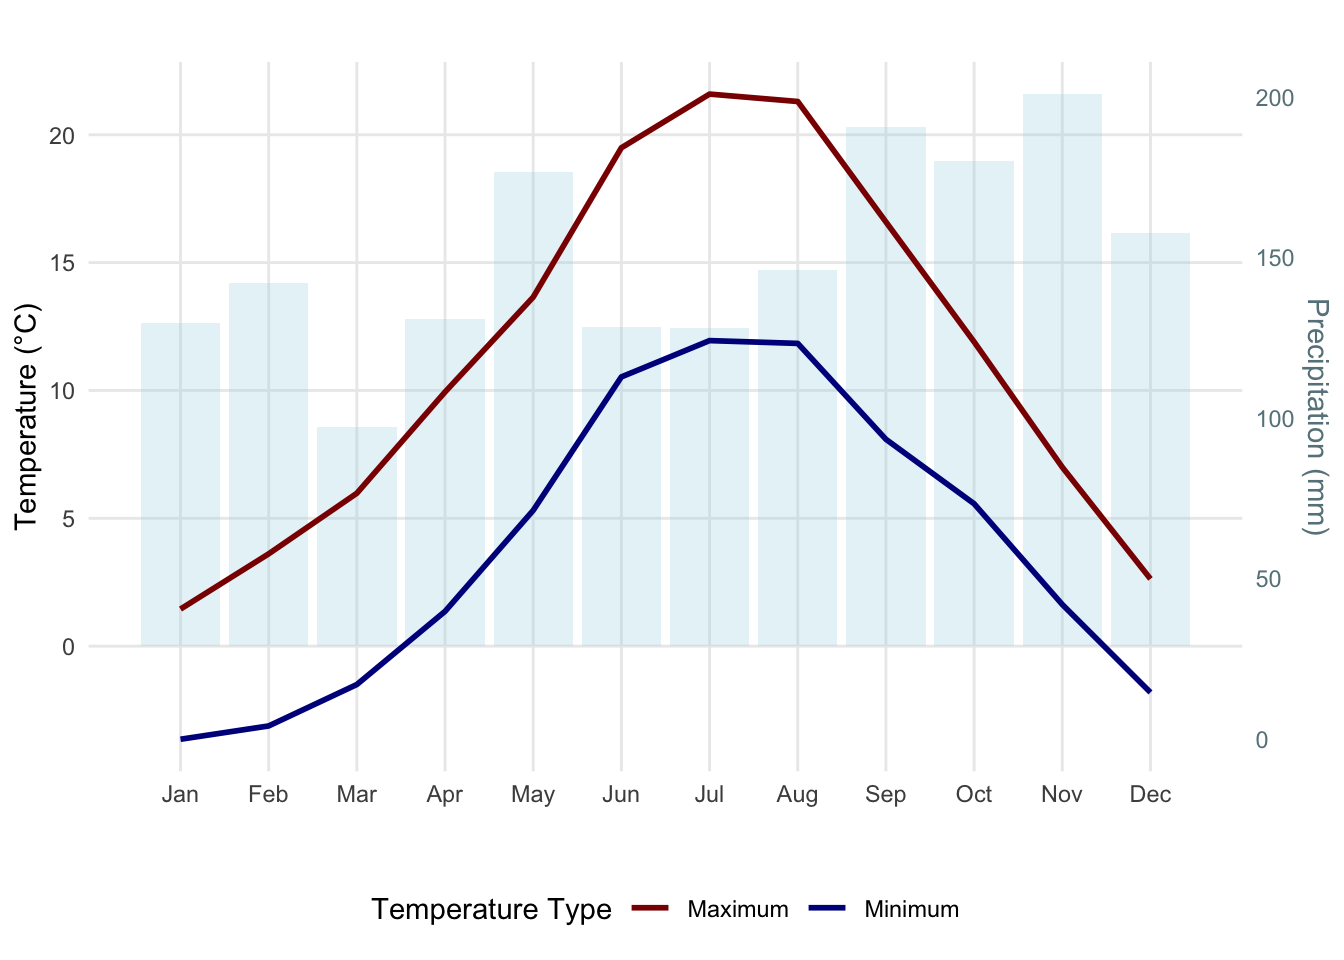 Temperature (°C)
20
15
10
5
0
200
150
100
50
0
Precipitation (mm)
Jan Feb Mar Apr May Jun Jul Aug Sep Oct Nov Dec
Temperature Type Maximum Minimum